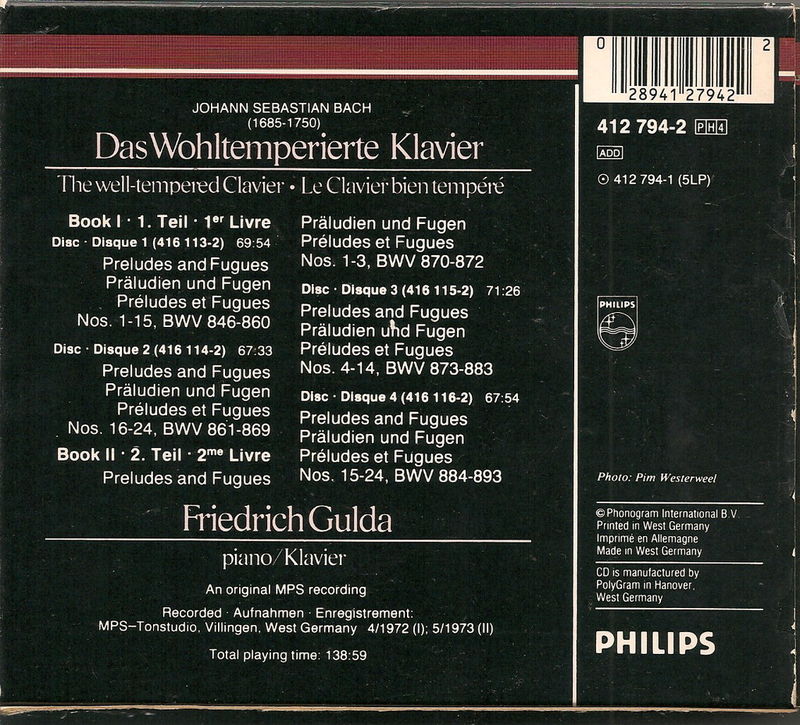 JOHANN SEBASTIAN BACH
(1685-1750)
Das Wohltemperierte Klavier
The well-tempered Clavier • Le Clavier bien tempéré
Book I · 1. Teil · 1er Livre
Disc · Disque 1 (416 113-2) 69:54
Preludes and Fugues
Präludien und Fugen
Préludes et Fugues
Nos. 1-15, BWV 846-860
Disc · Disque 2 (416 114-2) 67:33
Preludes and Fugues
Präludien und Fugen
Préludes et Fugues
Nos. 16-24, BWV 861-869
Book II · 2. Teil · 2me Livre
Preludes and Fugues
Präludien und Fugen
Préludes et Fugues
Nos. 1-3, BWV 870-872
Disc · Disque 3 (416 115-2) 71:26
Preludes and Fugues
Präludien und Fugen
Préludes et Fugues
Nos. 4-14, BWV 873-883
Disc · Disque 4 (416 116-2) 67:54
Preludes and Fugues
Präludien und Fugen
Préludes et Fugues
Nos. 15-24, BWV 884-893
Friedrich Gulda
piano/Klavier
An original MPS recording
Recorded · Aufnahmen · Enregistrement:
MPS-Tonstudio, Villingen, West Germany 4/1972 (I); 5/1973 (II)
Total playing time: 138:59
0 28941 27942 2
412 794-2 PH4
ADD
412 794-1 (5LP)
PHILIPS
Photo: Pim Westerweel
© Phonogram International B.V.
Printed in West Germany
Imprimé en Allemagne
Made in West Germany
CD is manufactured by
PolyGram in Hanover,
West Germany
PHILIPS